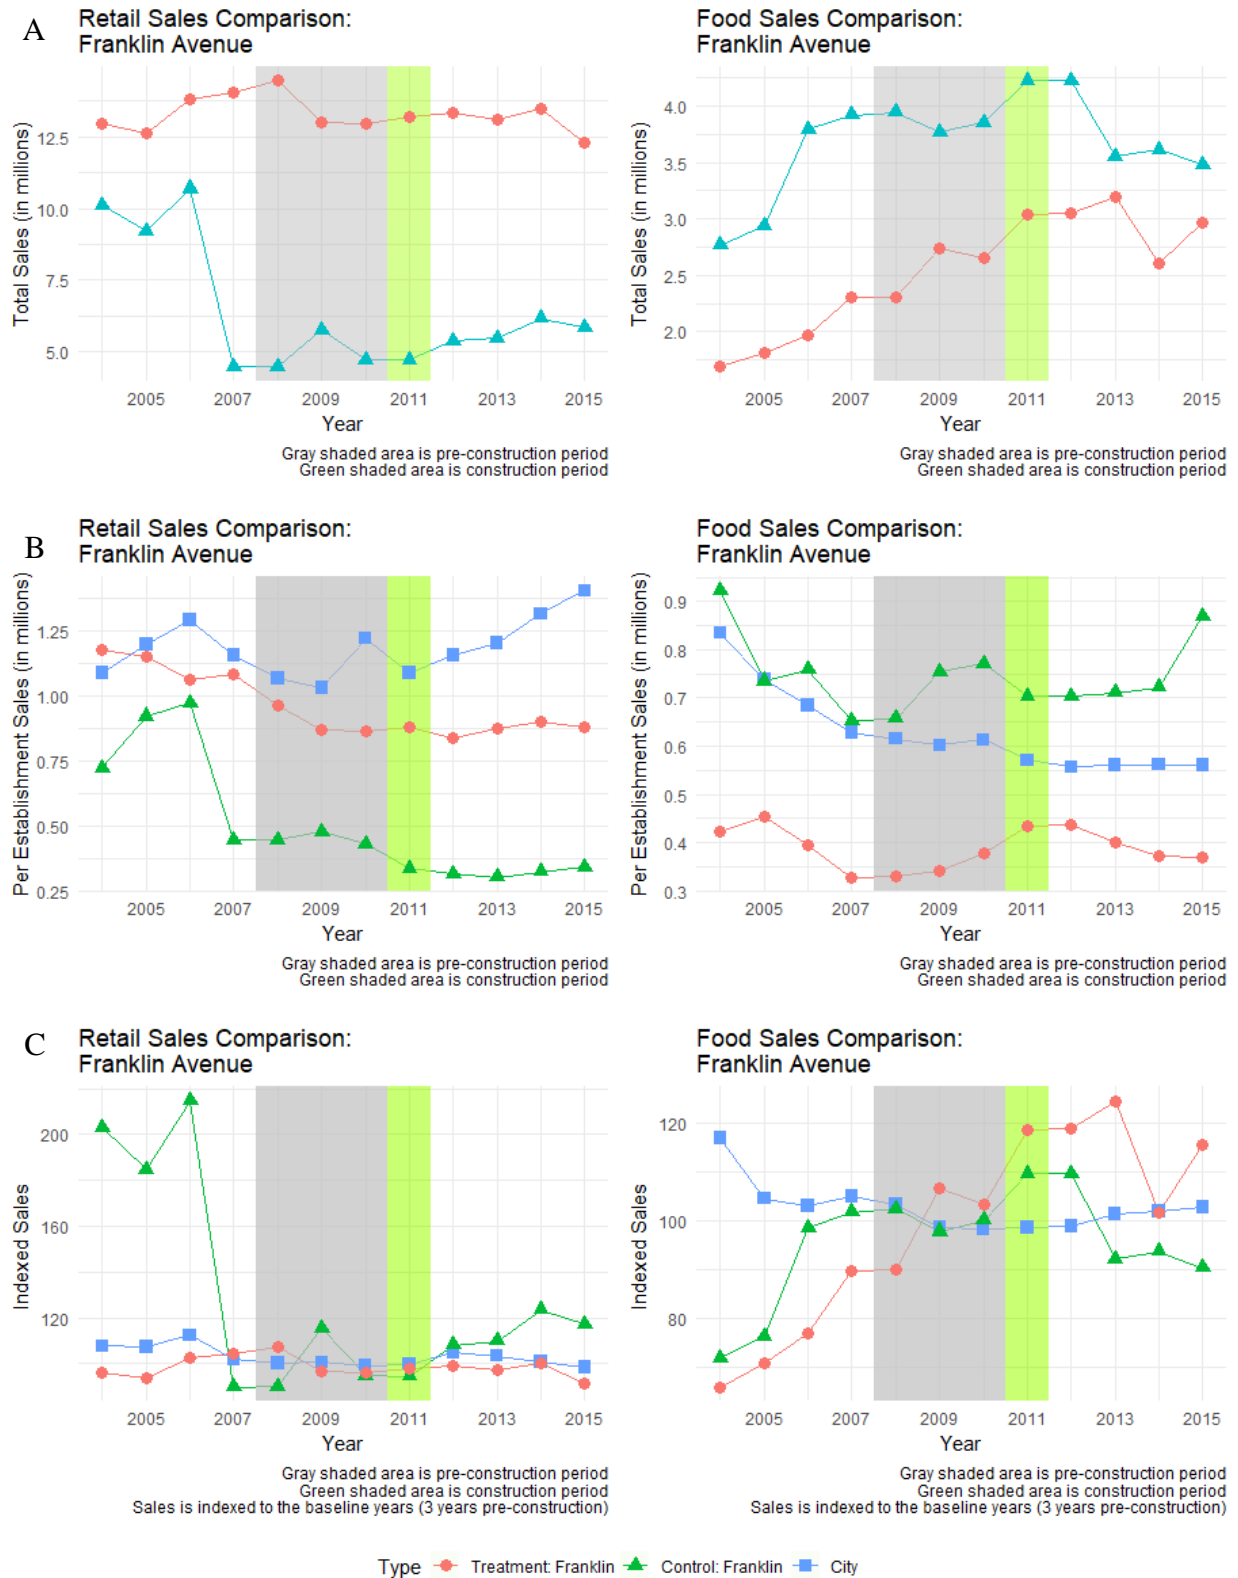 A
Retail Sales Comparison:
Franklin Avenue
Total Sales (in millions)
12.5
10.0
7.5
5.0
2005 2007 2009 2011 2013 2015
Year
Gray shaded area is pre-construction period
Green shaded area is construction period
Food Sales Comparison:
Franklin Avenue
Total Sales (in millions)
4.0
3.5
3.0
2.5
2.0
2005 2007 2009 2011 2013 2015
Year
Gray shaded area is pre-construction period
Green shaded area is construction period
B
Retail Sales Comparison:
Franklin Avenue
Per Establishment Sales (in millions)
1.25
1.00
0.75
0.50
0.25
2005 2007 2009 2011 2013 2015
Year
Gray shaded area is pre-construction period
Green shaded area is construction period
Food Sales Comparison:
Franklin Avenue
Per Establishment Sales (in millions)
0.9
0.8
0.7
0.6
0.5
0.4
0.3
2005 2007 2009 2011 2013 2015
Year
Gray shaded area is pre-construction period
Green shaded area is construction period
C
Retail Sales Comparison:
Franklin Avenue
Indexed Sales
200
160
120
2005 2007 2009 2011 2013 2015
Year
Gray shaded area is pre-construction period
Green shaded area is construction period
Sales is indexed to the baseline years (3 years pre-construction)
Food Sales Comparison:
Franklin Avenue
Indexed Sales
120
100
80
2005 2007 2009 2011 2013 2015
Year
Gray shaded area is pre-construction period
Green shaded area is construction period
Sales is indexed to the baseline years (3 years pre-construction)
Type Treatment: Franklin Control: Franklin City